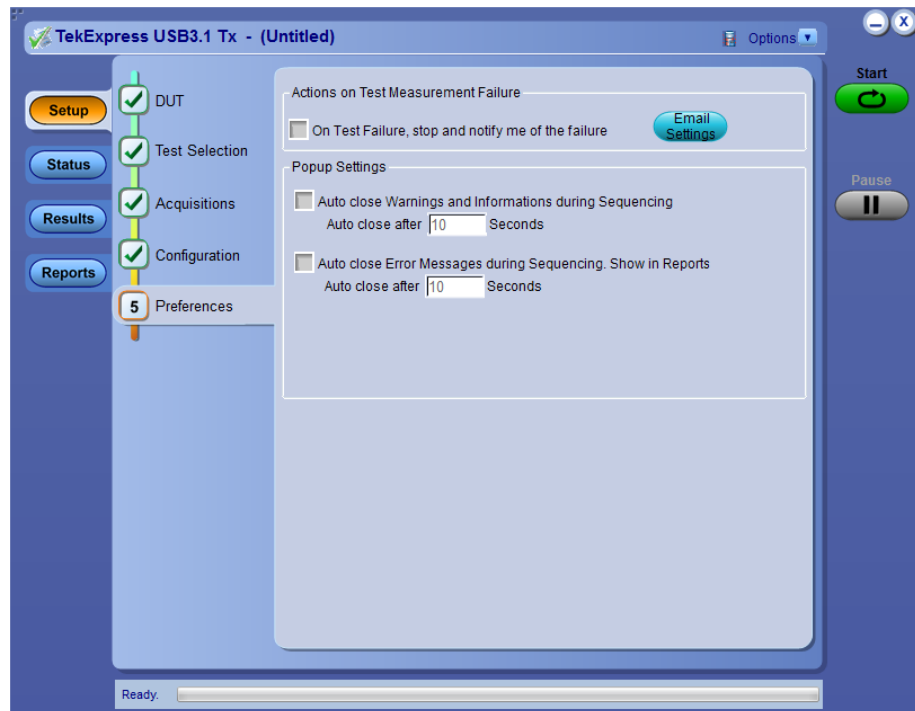 TekExpress USB3.1 Tx - (Untitled)
Options
Start
Setup
Status
Results
Reports
DUT
Test Selection
Acquisitions
Configuration
5 Preferences
Actions on Test Measurement Failure
On Test Failure, stop and notify me of the failure
Email
Settings
Popup Settings
Auto close Warnings and Informations during Sequencing
Auto close after 10 Seconds
Auto close Error Messages during Sequencing. Show in Reports
Auto close after 10 Seconds
Pause
Ready.